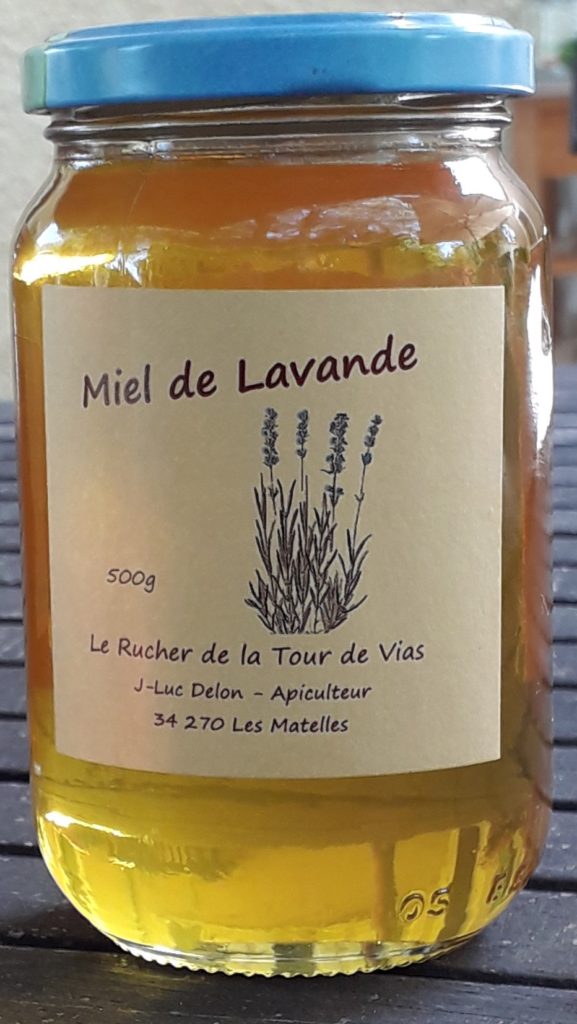 Miel de Lavande
500g
Le Rucher de la Tour de Vias
J-Luc Delon - Apiculteur
34 270 Les Matelles